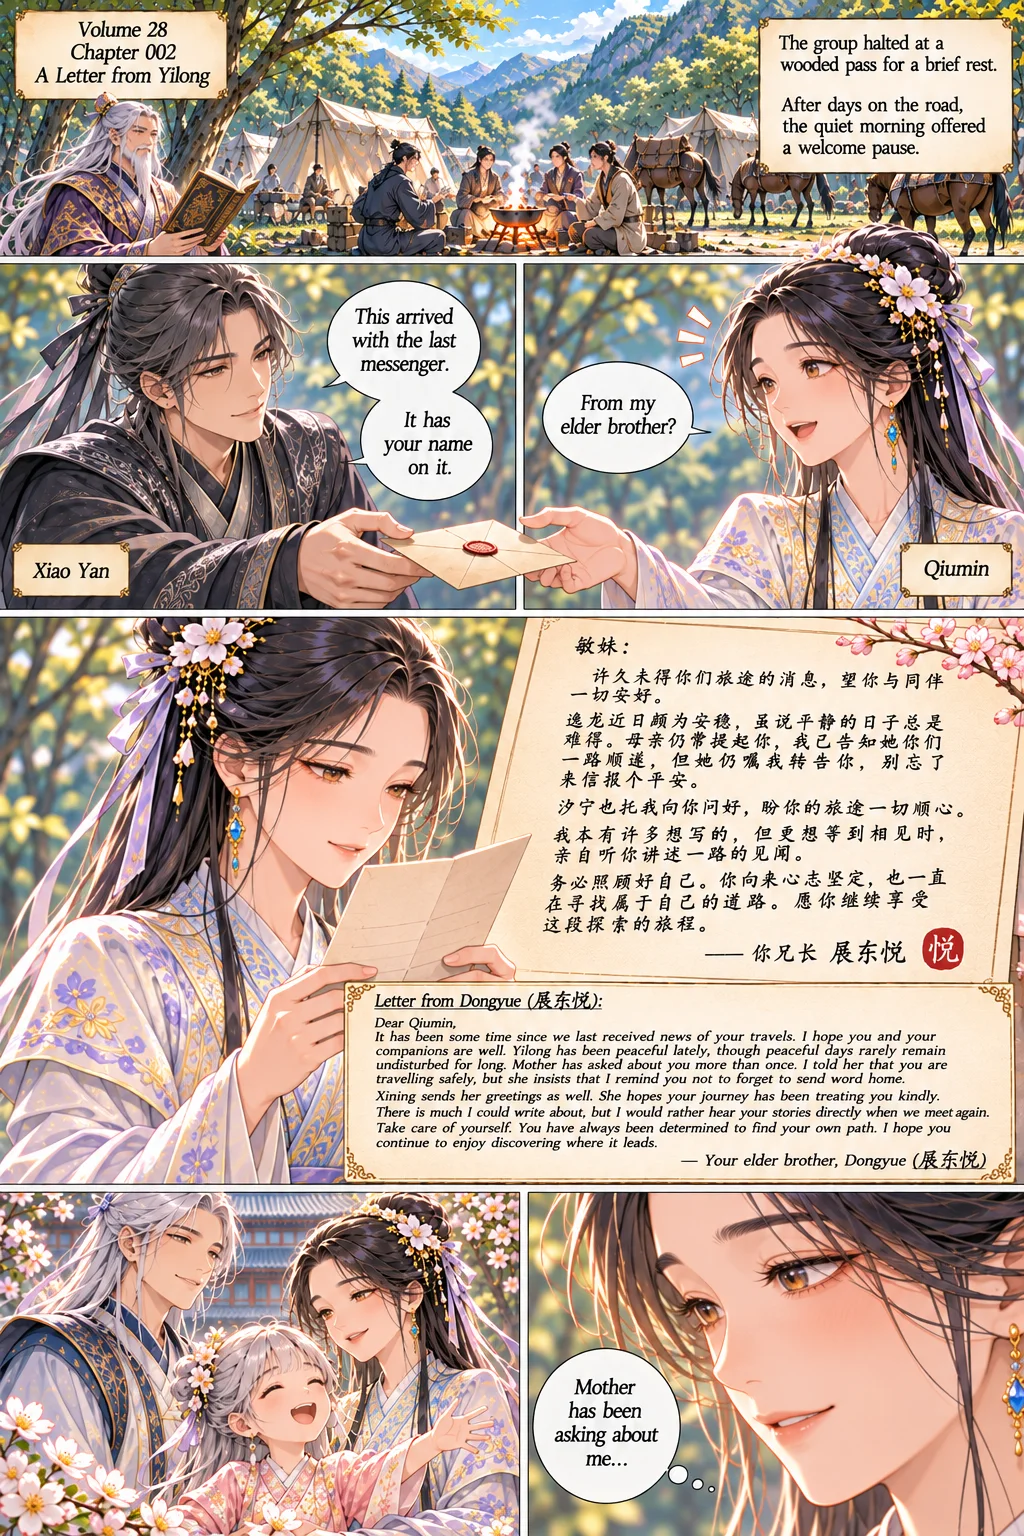 Volume 28
Chapter 002
A Letter from Yilong
The group halted at a
wooded pass for a brief rest.
After days on the road,
the quiet morning offered
a welcome pause.
This arrived
with the last
messenger.
It has
your name
on it.
Xiao Yan
From my
elder brother?
Qiumin
敏妹：
许久未得你们旅途的消息，望你与同伴
一切安好。
逸龙近日颇为安稳，虽说平静的日子总是
难得。母亲仍常提起你，我已告知她你们
一路顺遂，但她仍嘱我转告你，别忘了
来信报个平安。
汐宁也托我向你问好，盼你的旅途一切顺心。
我本有许多想写的，但更想等到相见时，
亲自听你讲述一路的见闻。
务必照顾好自己。你向来心志坚定，也一直
在寻找属于自己的道路。愿你继续享受
这段探索的旅程。
—— 你兄长 展东悦
悦
Letter from Dongyue (展东悦):
Dear Qiumin,
It has been some time since we last received news of your travels. I hope you and your
companions are well. Yilong has been peaceful lately, though peaceful days rarely remain
undisturbed for long. Mother has asked about you more than once. I told her that you are
travelling safely, but she insists that I remind you not to forget to send word home.
Xining sends her greetings as well. She hopes your journey has been treating you kindly.
There is much I could write about, but I would rather hear your stories directly when we meet again.
Take care of yourself. You have always been determined to find your own path. I hope you
continue to enjoy discovering where it leads.
— Your elder brother, Dongyue (展东悦)
Mother
has been
asking about
me...